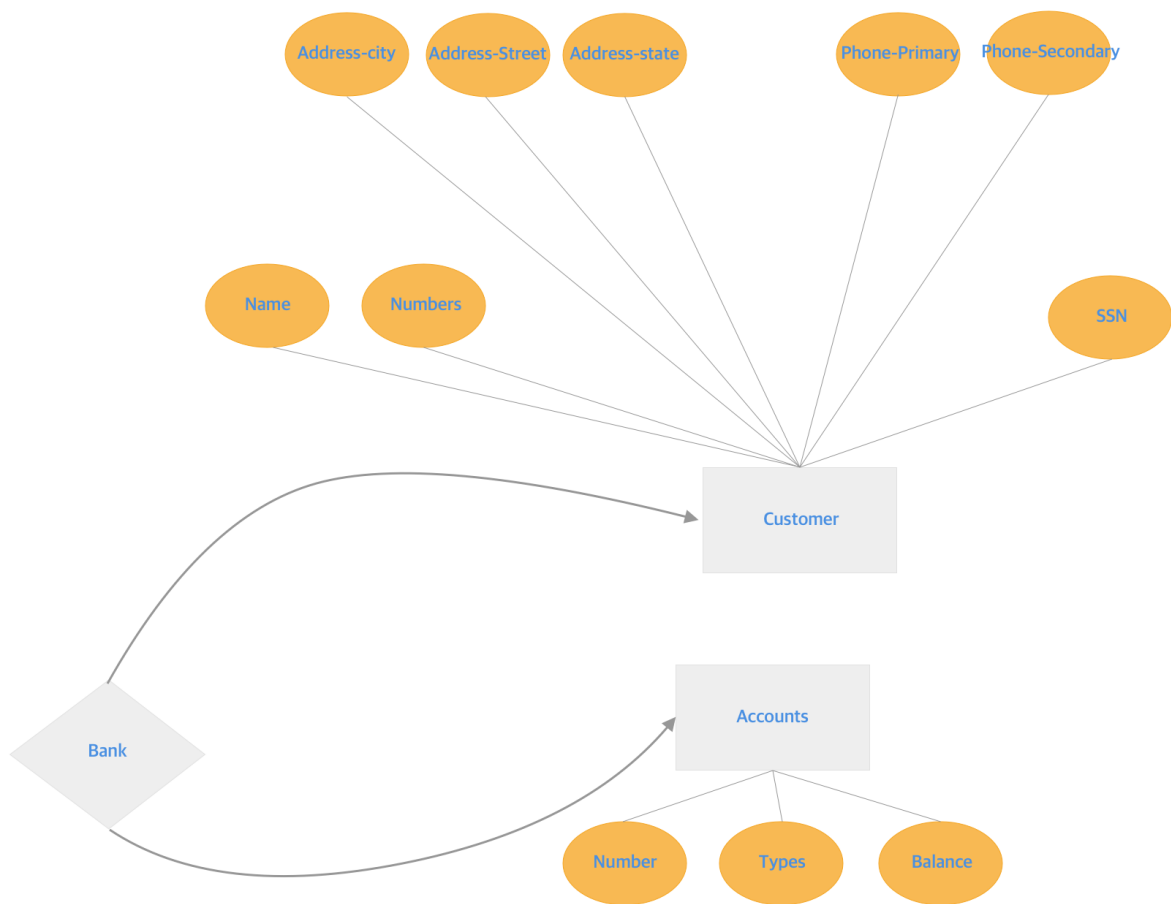 Address-city
Address-Street
Address-state
Phone-Primary
Phone-Secondary
Name
Numbers
SSN
Customer
Accounts
Bank
Number
Types
Balance